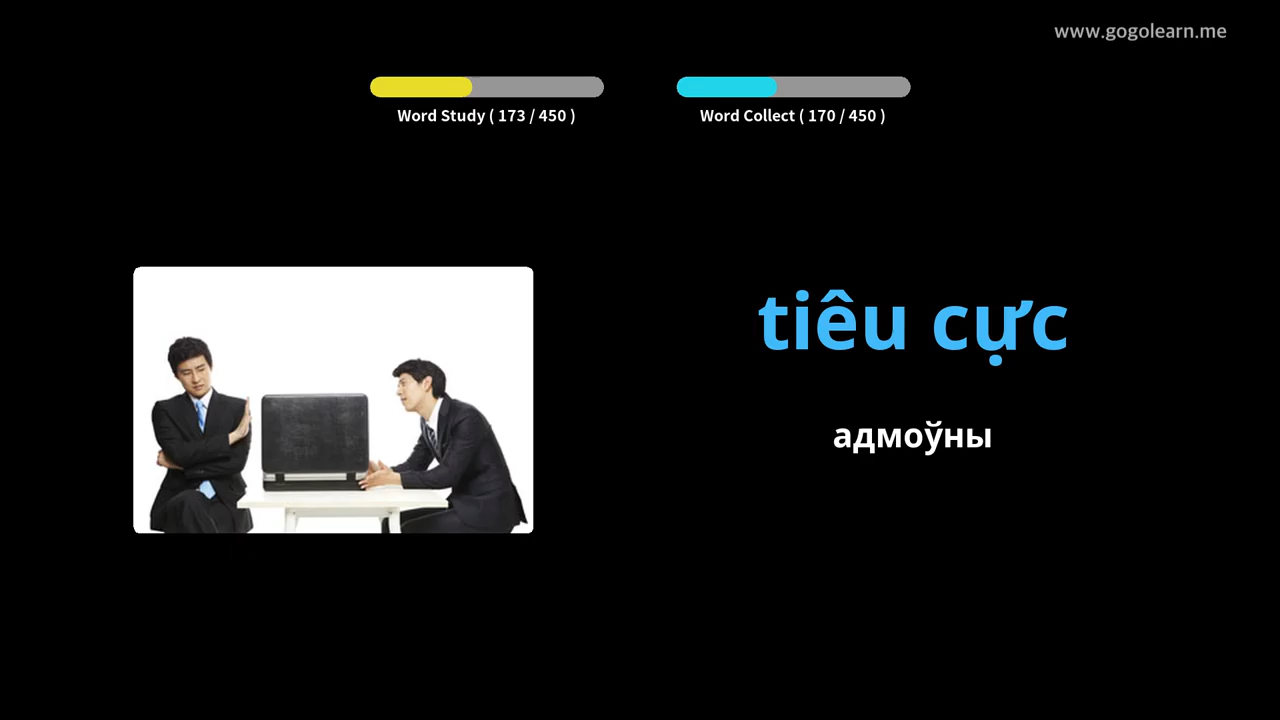 www.gogolearn.me
Word Study ( 173 / 450 )
Word Collect ( 170 / 450 )
tiêu cực
адмоўны